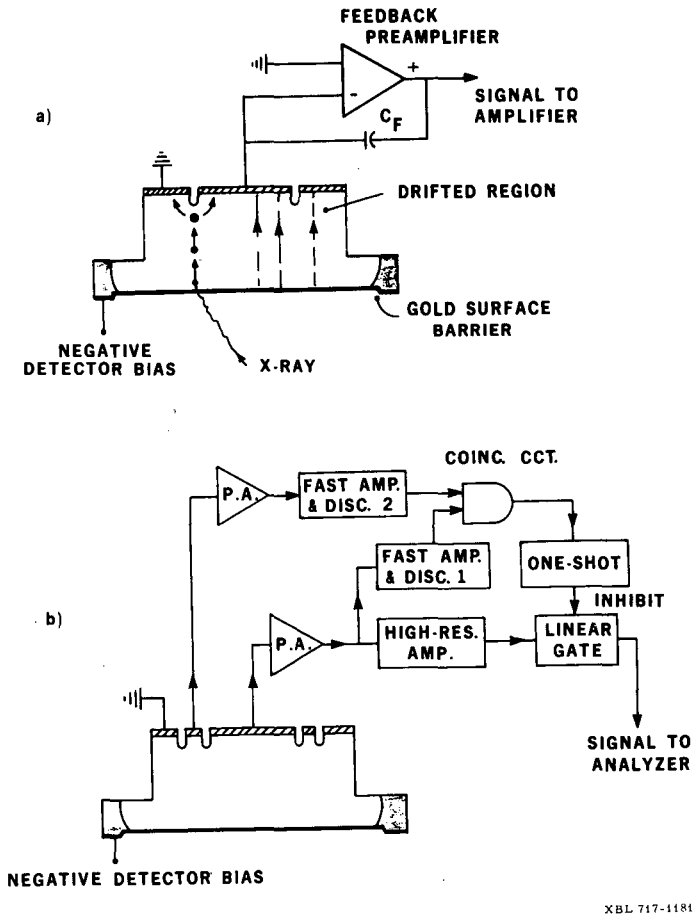 FEEDBACK
PREAMPLIFIER
+
-
SIGNAL TO
AMPLIFIER
C_F
a)
DRIFTED REGION
GOLD SURFACE
BARRIER
NEGATIVE
DETECTOR BIAS
X-RAY
COINC. CCT.
P.A.
FAST AMP.
& DISC. 2
FAST AMP.
& DISC. 1
ONE-SHOT
INHIBIT
b)
P.A.
HIGH-RES.
AMP.
LINEAR
GATE
SIGNAL TO
ANALYZER
NEGATIVE DETECTOR BIAS
XBL 717-1181